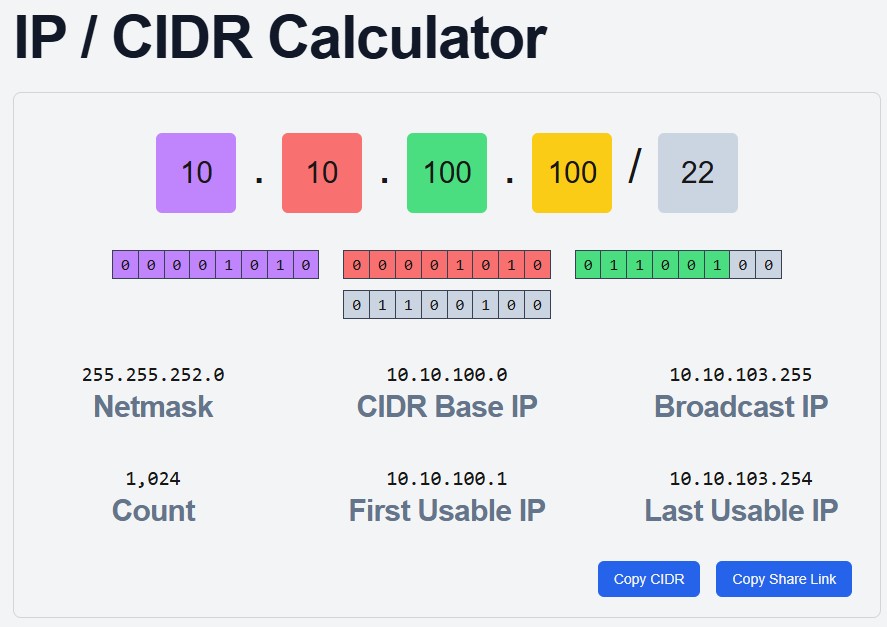 IP / CIDR Calculator
10 . 10 . 100 . 100 / 22
0 0 0 0 1 0 1 0 0 0 0 0 1 0 1 0 0 1 1 0 0 1 0 0
0 1 1 0 0 1 0 0
255.255.252.0 10.10.100.0 10.10.103.255
Netmask CIDR Base IP Broadcast IP
1,024 10.10.100.1 10.10.103.254
Count First Usable IP Last Usable IP
Copy CIDR Copy Share Link